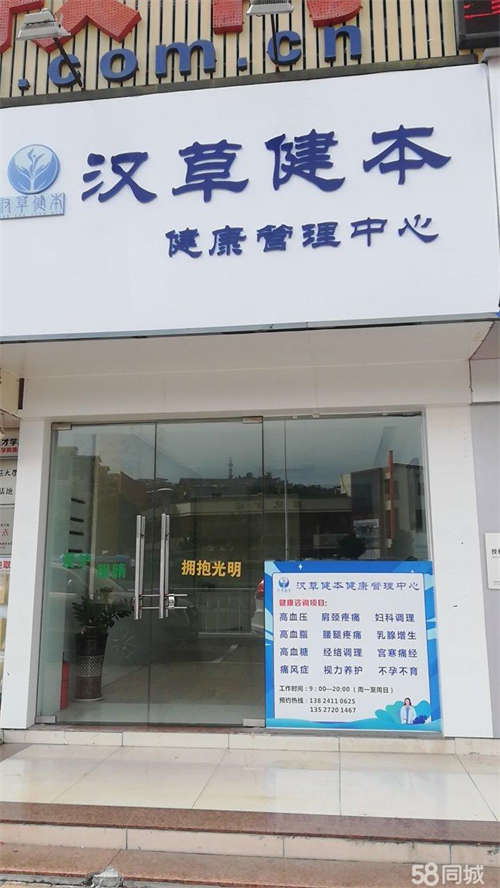 .com.cn
汉草健本
汉草健本
健康管理中心
拥抱光明
汉草健本健康管理中心
健康咨询项目:
高血压 肩颈疼痛 妇科调理
高血脂 腰腿疼痛 乳腺增生
高血糖 经络调理 宫寒痛经
痛风症 视力养护 不孕不育
工作时间:9:00—20:00(周一至周日)
预约热线:138 2411 0625
135 2720 1467
58同城